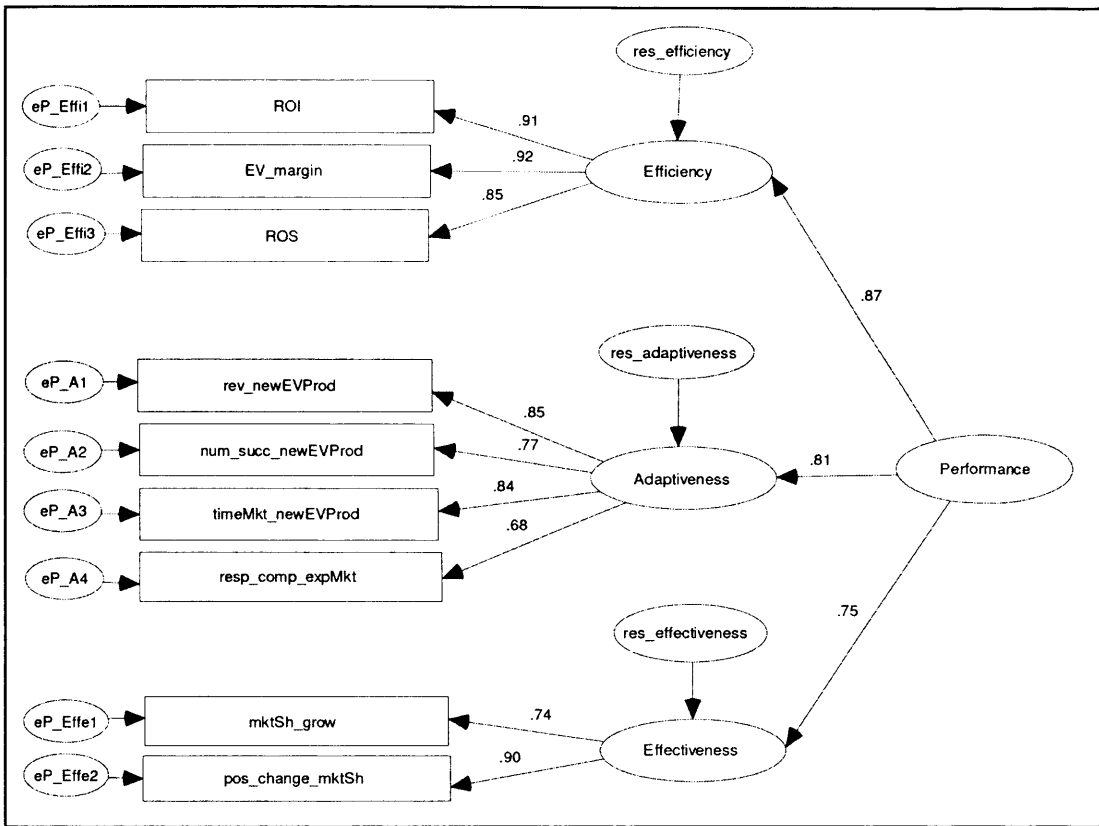 res_efficiency
eP_Effi1
ROI
.91
eP_Effi2
EV_margin
.92
Efficiency
.85
eP_Effi3
ROS
.87
res_adaptiveness
eP_A1
rev_newEVProd
.85
eP_A2
num_succ_newEVProd
.77
Adaptiveness
.81
Performance
eP_A3
timeMkt_newEVProd
.84
.68
eP_A4
resp_comp_expMkt
.75
res_effectiveness
eP_Effe1
mktSh_grow
.74
Effectiveness
eP_Effe2
pos_change_mktSh
.90